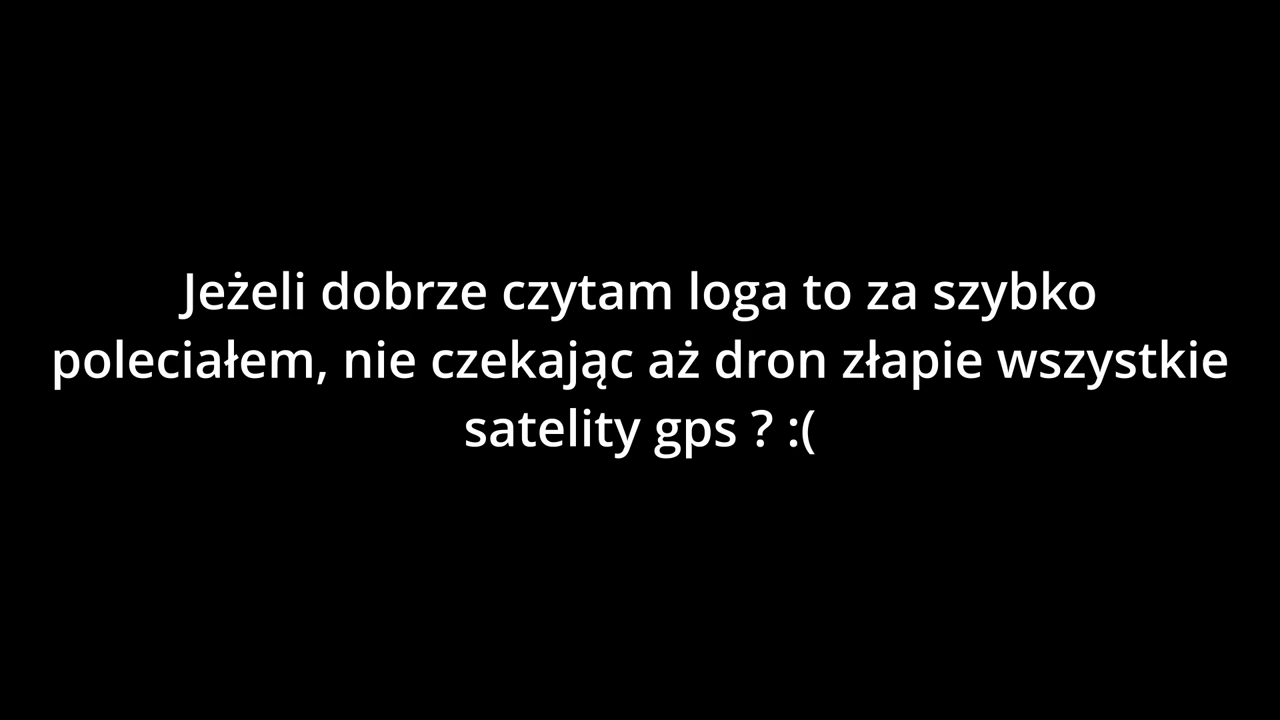 Jeżeli dobrze czytam loga to za szybko
poleciałem, nie czekając aż dron złapie wszystkie
satelity gps ? :(